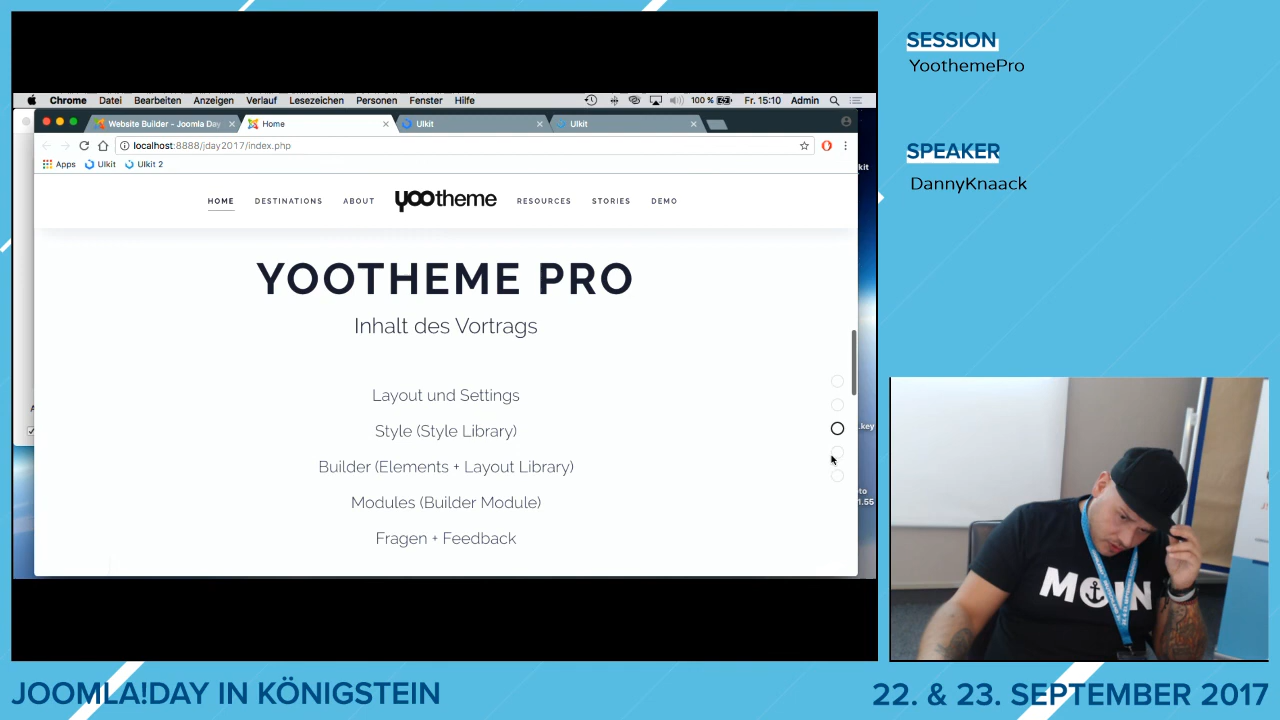 SESSION
YoothemePro
SPEAKER
DannyKnaack
Chrome Datei Bearbeiten Anzeigen Verlauf Lesezeichen Personen Fenster Hilfe 100 % Fr. 15:10 Admin
Website Builder - Joomla Day
Home
UIkit
UIkit
localhost:8888/jday2017/index.php
Apps UIkit UIkit 2
HOME DESTINATIONS ABOUT yootheme RESOURCES STORIES DEMO
YOOTHEME PRO
Inhalt des Vortrags
Layout und Settings
Style (Style Library)
Builder (Elements + Layout Library)
Modules (Builder Module)
Fragen + Feedback
.key
1.55
MOIN
JOOMLA!DAY IN KÖNIGSTEIN
22. & 23. SEPTEMBER 2017